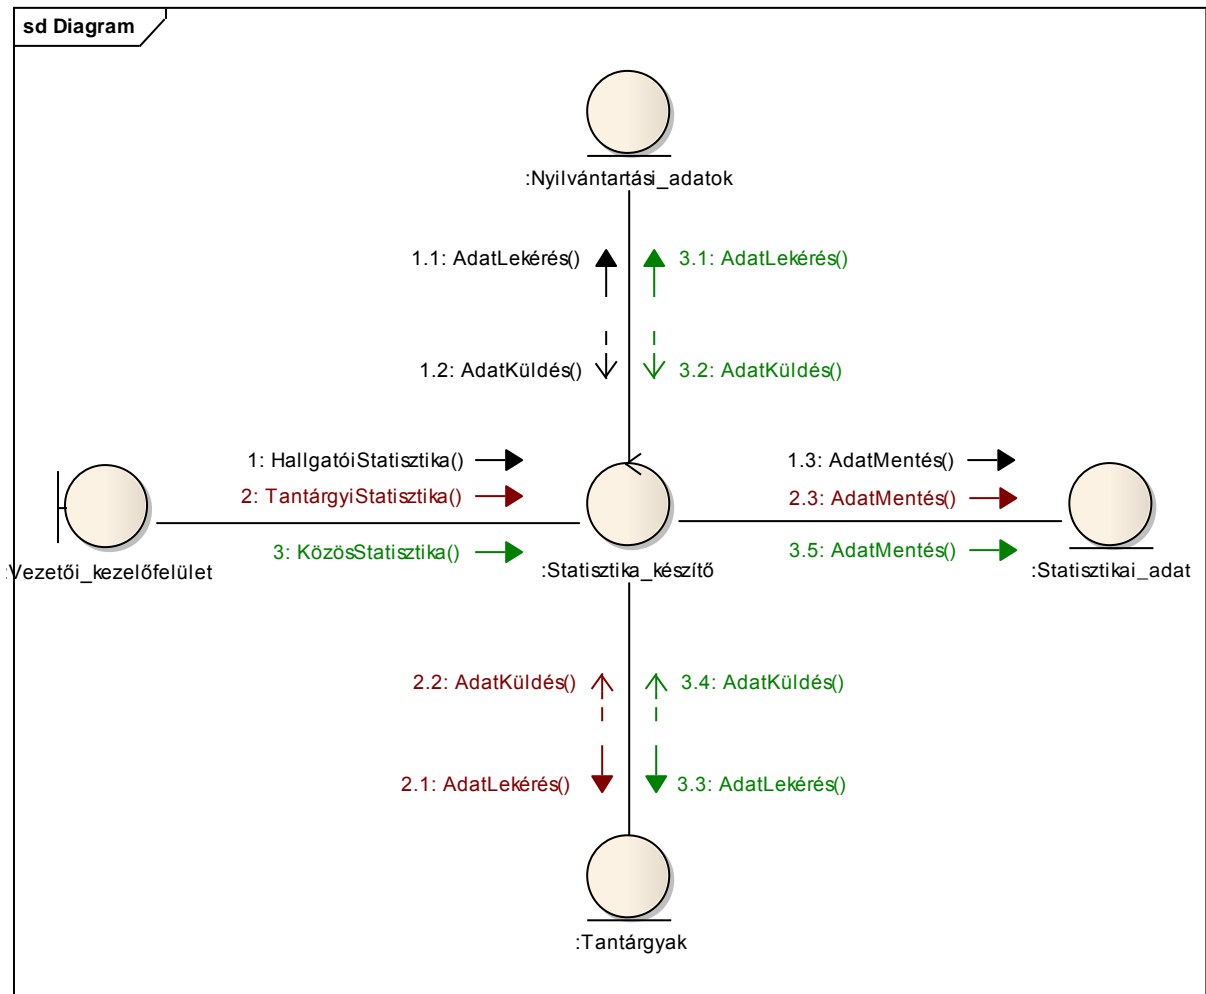 sd Diagram
:Nyilvántartási_adatok
1.1: AdatLekérés()
3.1: AdatLekérés()
1.2: AdatKüldés()
3.2: AdatKüldés()
1: HallgatóiStatisztika()
1.3: AdatMentés()
2: TantárgyiStatisztika()
2.3: AdatMentés()
3: KözösStatisztika()
3.5: AdatMentés()
:Vezetői_kezelőfelület
:Statisztika_készítő
:Statisztikai_adat
2.2: AdatKüldés()
3.4: AdatKüldés()
2.1: AdatLekérés()
3.3: AdatLekérés()
:Tantárgyak